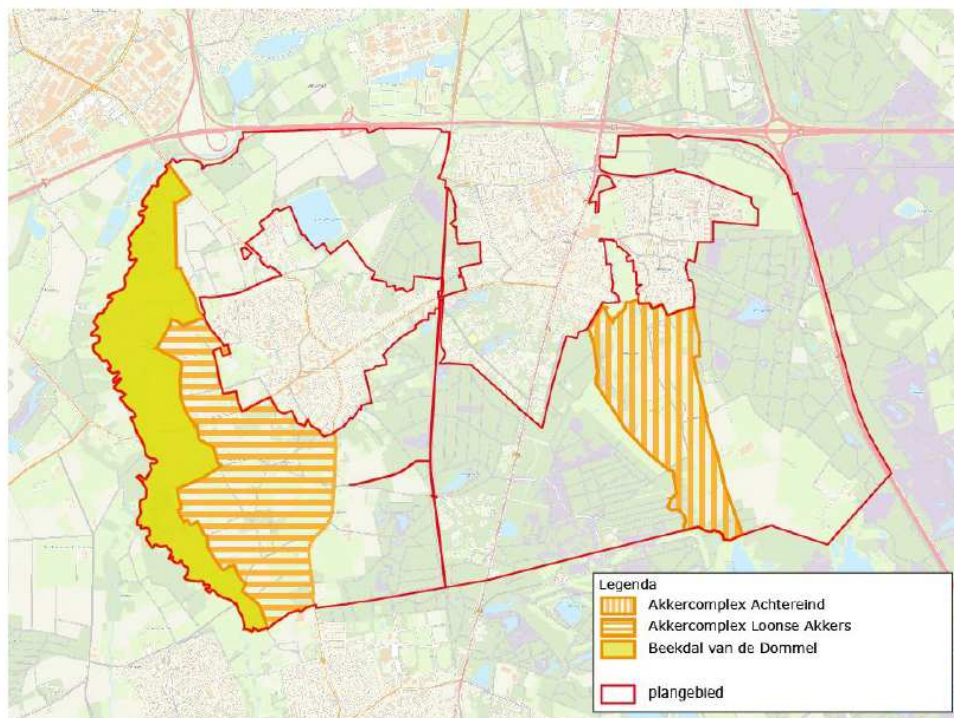 Legenda
Akkercomplex Achtereind
Akkercomplex Loonse Akkers
Beekdal van de Dommel
plangebied